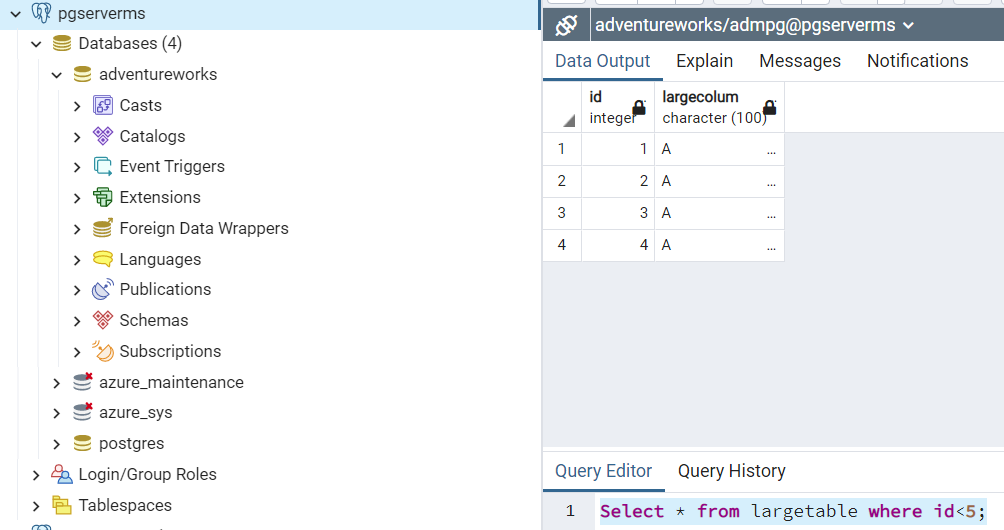 pgserverms
Databases (4)
adventureworks
Casts
Catalogs
Event Triggers
Extensions
Foreign Data Wrappers
Languages
Publications
Schemas
Subscriptions
azure_maintenance
azure_sys
postgres
Login/Group Roles
Tablespaces
adventureworks/admpg@pgserverms
Data Output Explain Messages Notifications
id largecolum
integer character (100)
1 1 A ...
2 2 A ...
3 3 A ...
4 4 A ...
Query Editor Query History
1 Select * from largetable where id<5;